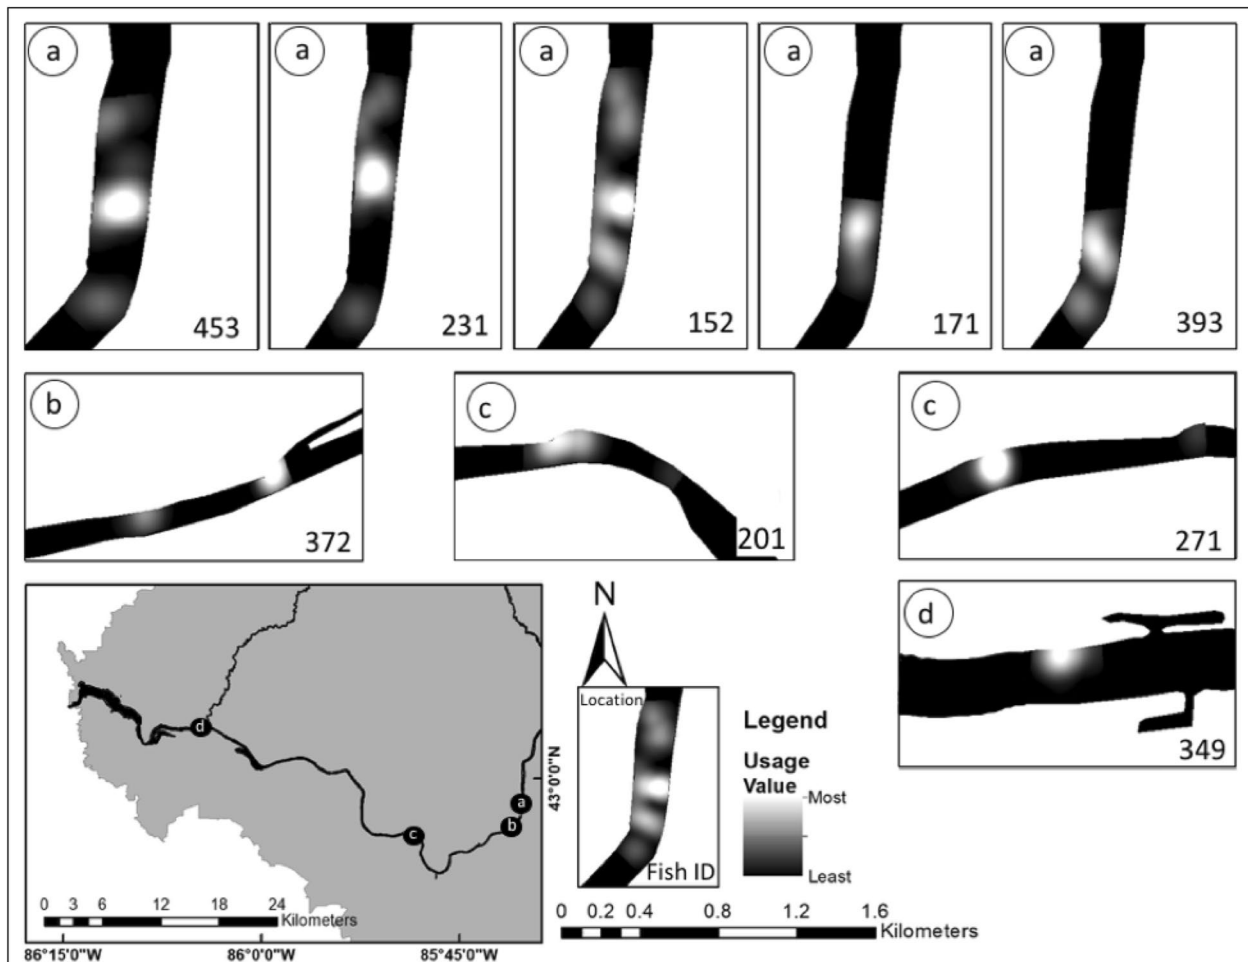 a
a
a
a
a
453
231
152
171
393
b
c
c
372
201
271
d
349
N
Location
Fish ID
Legend
Usage
Value
Most
Least
d
a
b
c
43°0'0"N
0 3 6 12 18 24
Kilometers
86°15'0"W 86°0'0"W 85°45'0"W
0 0.2 0.4 0.8 1.2 1.6
Kilometers